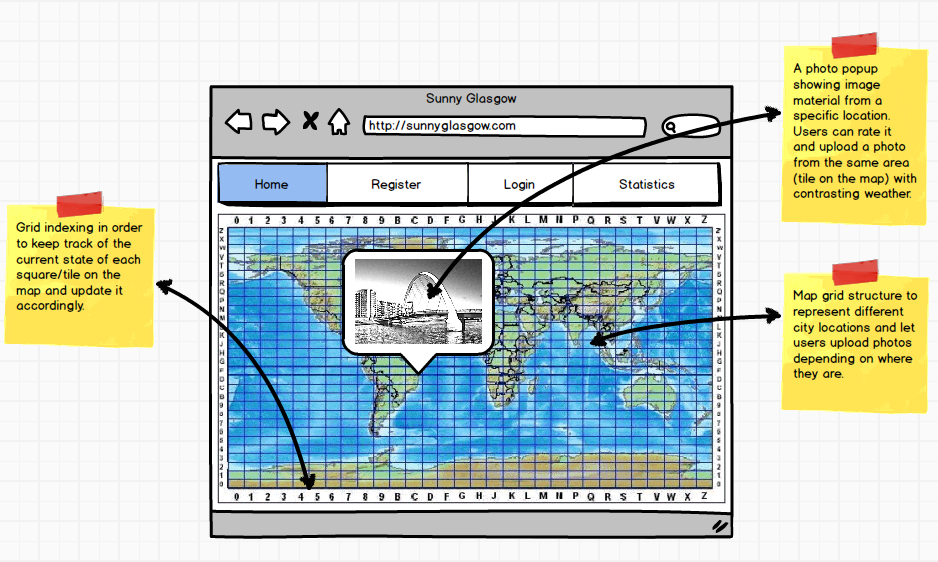 Sunny Glasgow
http://sunnyglasgow.com
Home Register Login Statistics
A photo popup
showing image
material from a
specific location.
Users can rate it
and upload a photo
from the same area
(tile on the map) with
contrasting weather.
Grid indexing in order
to keep track of the
current state of each
square/tile on the
map and update it
accordingly.
Map grid structure to
represent different
city locations and let
users upload photos
depending on where
they are.
0 1 2 3 4 5 6 7 8 9 B C D F G H J K L M N P Q R S T V W X Z
0 1 2 3 4 5 6 7 8 9 B C D F G H J K L M N P Q R S T V W X Z